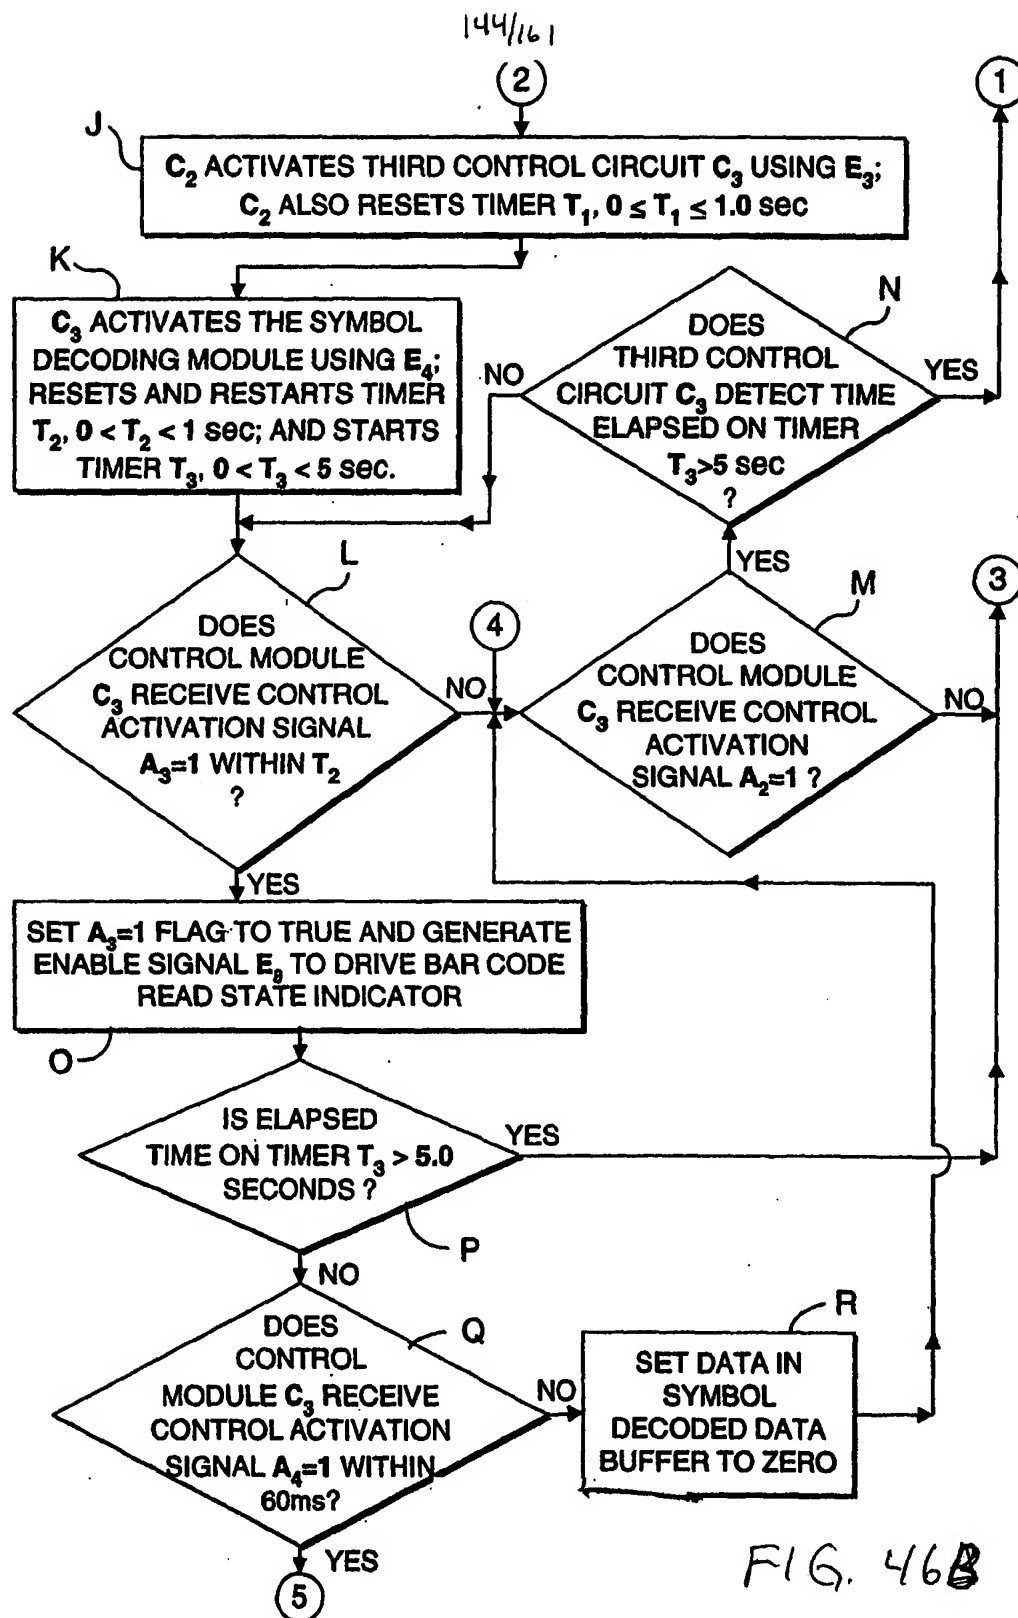 144/161
2
1
J
C₂ ACTIVATES THIRD CONTROL CIRCUIT C₃ USING E₃;
C₂ ALSO RESETS TIMER T₁, 0 ≤ T₁ ≤ 1.0 sec
K
C₃ ACTIVATES THE SYMBOL
DECODING MODULE USING E₄;
RESETS AND RESTARTS TIMER
T₂, 0 < T₂ < 1 sec; AND STARTS
TIMER T₃, 0 < T₃ < 5 sec.
N
DOES
THIRD CONTROL
CIRCUIT C₃ DETECT TIME
ELAPSED ON TIMER
T₃>5 sec
?
NO
YES
L
DOES
CONTROL MODULE
C₃ RECEIVE CONTROL
ACTIVATION SIGNAL
A₃=1 WITHIN T₂
?
NO
4
YES
M
DOES
CONTROL MODULE
C₃ RECEIVE CONTROL
ACTIVATION
SIGNAL A₂=1 ?
NO
3
YES
SET A₃=1 FLAG TO TRUE AND GENERATE
ENABLE SIGNAL E₈ TO DRIVE BAR CODE
READ STATE INDICATOR
O
IS ELAPSED
TIME ON TIMER T₃ > 5.0
SECONDS ?
YES
P
NO
DOES
CONTROL
MODULE C₃ RECEIVE
CONTROL ACTIVATION
SIGNAL A₄=1 WITHIN
60ms?
Q
NO
R
SET DATA IN
SYMBOL
DECODED DATA
BUFFER TO ZERO
YES
5
FIG. 46B